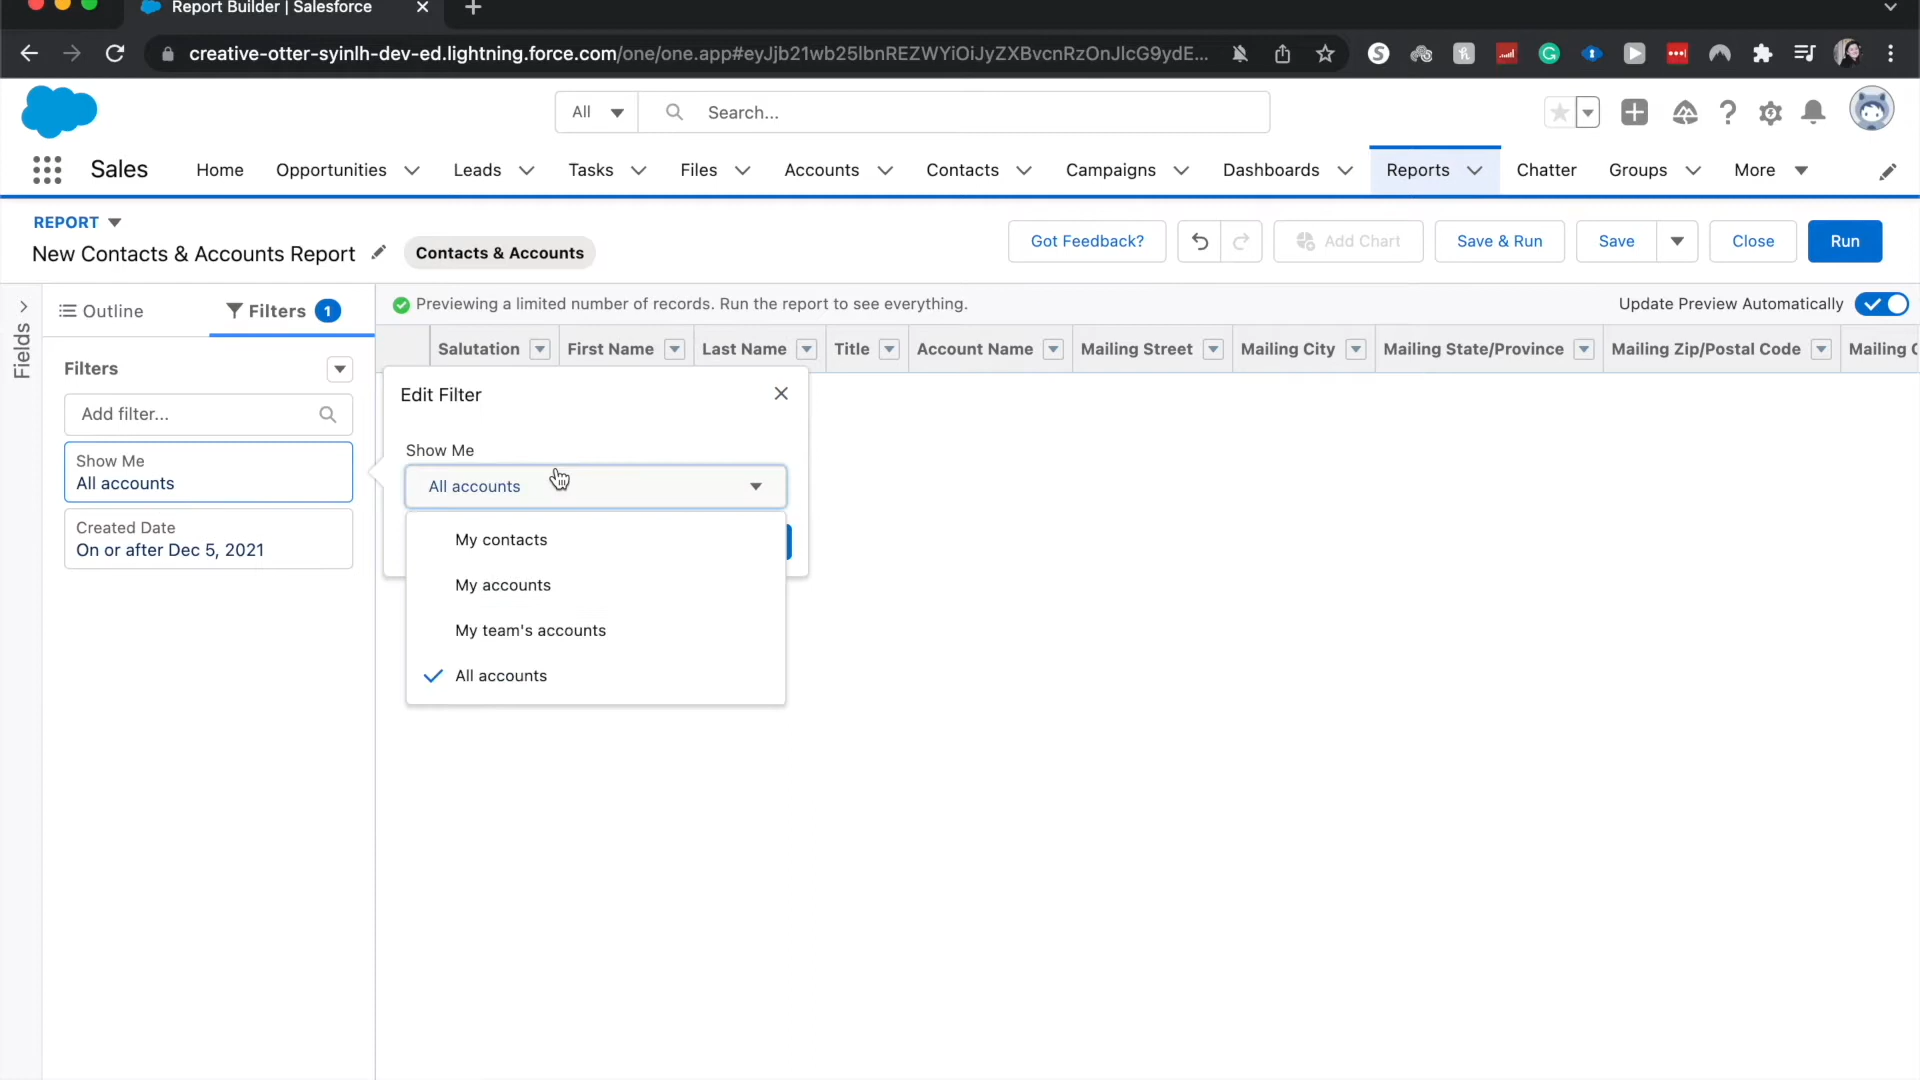 Report Builder | Salesforce
creative-otter-syinlh-dev-ed.lightning.force.com/one/one.app#eyJjb21wb25lbnREZWYiOiJyZXBvcnRzOnJlcG9ydE...
All
Search...
Sales
Home
Opportunities
Leads
Tasks
Files
Accounts
Contacts
Campaigns
Dashboards
Reports
Chatter
Groups
More
REPORT
New Contacts & Accounts Report
Contacts & Accounts
Got Feedback?
Add Chart
Save & Run
Save
Close
Run
Fields
Outline
Filters 1
Previewing a limited number of records. Run the report to see everything.
Update Preview Automatically
Salutation
First Name
Last Name
Title
Account Name
Mailing Street
Mailing City
Mailing State/Province
Mailing Zip/Postal Code
Mailing
Filters
Add filter...
Show Me
All accounts
Created Date
On or after Dec 5, 2021
Edit Filter
Show Me
All accounts
My contacts
My accounts
My team's accounts
All accounts